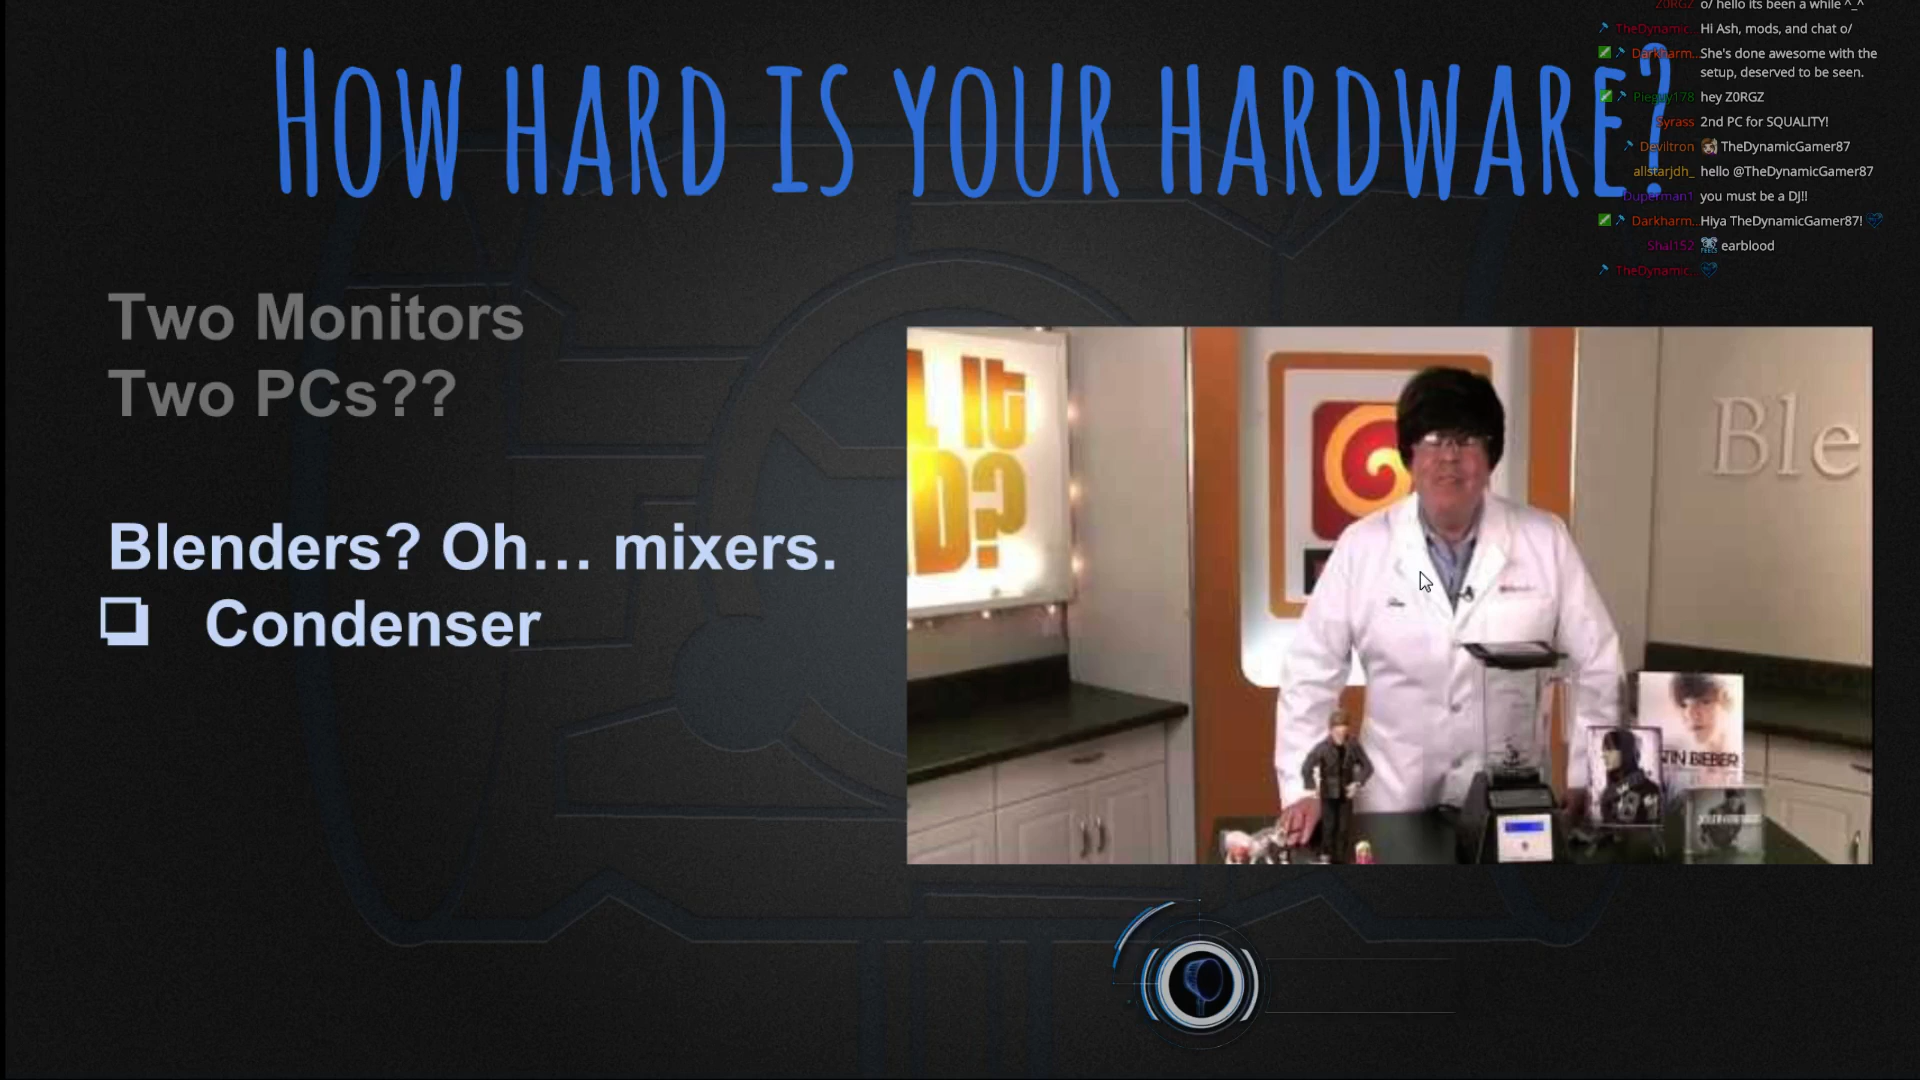 HOW HARD IS YOUR HARDWARE?
Z0RGZ o/ hello its been a while ^_^
TheDynamic.. Hi Ash, mods, and chat o/
Darkharm.. She's done awesome with the
setup, deserved to be seen.
Pieguy178 hey Z0RGZ
Syrass 2nd PC for SQUALITY!
Deviltron TheDynamicGamer87
allstarjdh_ hello @TheDynamicGamer87
Duperman1 you must be a DJ!!
Darkharm.. Hiya TheDynamicGamer87!
Shal152 earblood
TheDynamic..
Two Monitors
Two PCs??
Blenders? Oh... mixers.
Condenser
L It
D?
Ble
TIN BIEBER